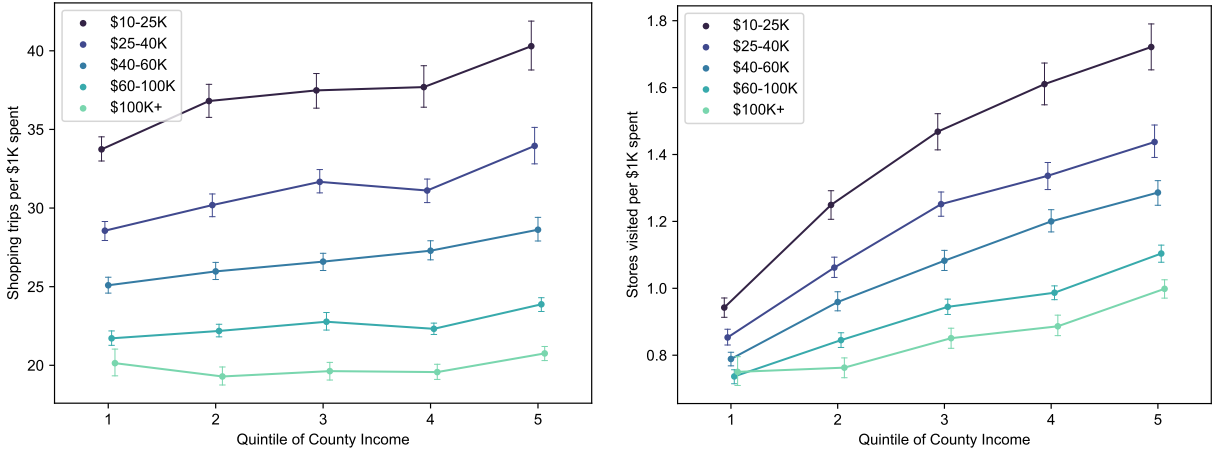 $10-25K
$25-40K
$40-60K
$60-100K
$100K+
40
35
30
25
20
Shopping trips per $1K spent
1 2 3 4 5
Quintile of County Income
$10-25K
$25-40K
$40-60K
$60-100K
$100K+
1.8
1.6
1.4
1.2
1.0
0.8
Stores visited per $1K spent
1 2 3 4 5
Quintile of County Income